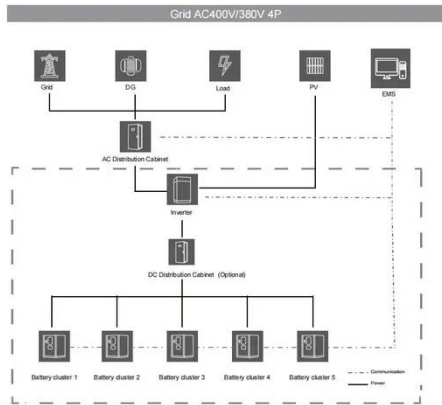 Grid AC400V/380V 4P
Grid
DG
Load
PV
EMS
AC Distribution Cabinet
Inverter
DC Distribution Cabinet (Optional)
Battery cluster 1
Battery cluster 2
Battery cluster 3
Battery cluster 4
Battery cluster 5
Communication
Power